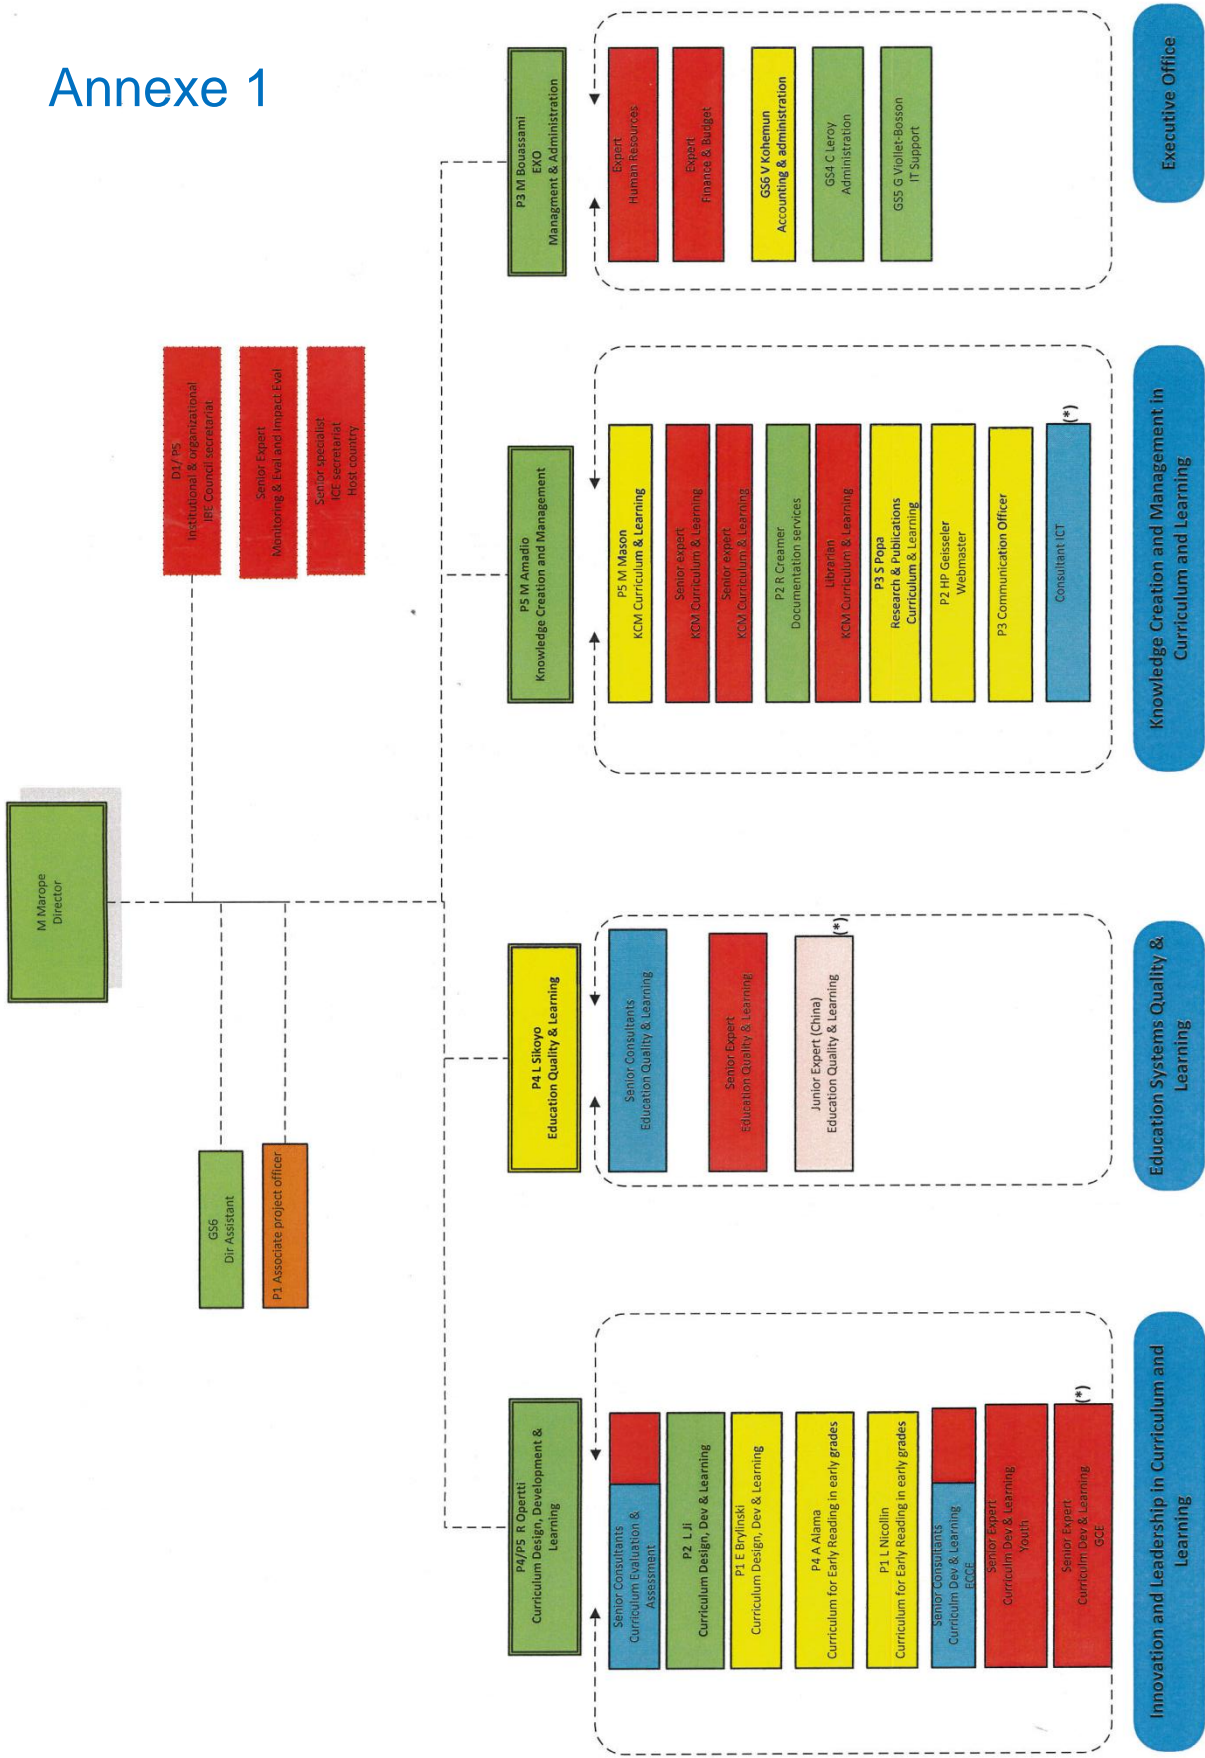 Annexe 1
M Marope
Director
GS6
Dir Assistant
P1 Associate project officer
D1/ P5
Institutional & organizational
IBE Council secretariat
Senior Expert
Monitoring & Eval and Impact Eval
Senior specialist
ICE secretariat
Host country
P4/P5 R Opertti
Curriculum Design, Development &
Learning
Senior Consultants
Curriculum Evaluation &
Assessment
P2 L Ji
Curriculum Design, Dev & Learning
P1 E Brylinski
Curriculum Design, Dev & Learning
P4 A Alama
Curriculum for Early Reading in early grades
P1 L Nicollin
Curriculum for Early Reading in early grades
Senior Consultants
Curriculm Dev & Learning
ECCE
Senior Expert
Curriculm Dev & Learning
Youth
Senior Expert
Curriculm Dev & Learning
GCE
(*)
Innovation and Leadership in Curriculum and
Learning
P4 L Sikoyo
Education Quality & Learning
Senior Consultants
Education Quality & Learning
Senior Expert
Education Quality & Learning
Junior Expert (China)
Education Quality & Learning
(*)
Education Systems Quality &
Learning
P5 M Amadio
Knowledge Creation and Management
P5 M Mason
KCM Curriculum & Learning
Senior expert
KCM Curriculum & Learning
Senior expert
KCM Curriculum & Learning
P2 R Creamer
Documentation services
Librarian
KCM Curriculum & Learning
P3 S Popa
Research & Publications
Curriculum & Learning
P2 HP Geisseler
Webmaster
P3 Communication Officer
Consultant ICT
(*)
Knowledge Creation and Management in
Curriculum and Learning
P3 M Bouassami
EXO
Managment & Administration
Expert
Human Resources
Expert
Finance & Budget
GS6 V Kohemun
Accounting & administration
GS4 C Leroy
Administration
GS5 G Viollet-Bosson
IT Support
Executive Office